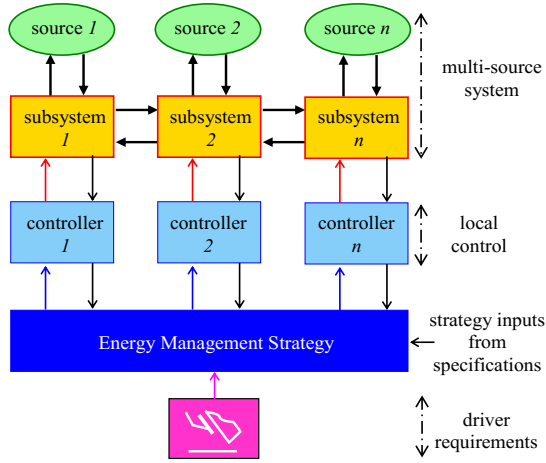 source 1
source 2
source n
multi-source
system
subsystem
1
subsystem
2
subsystem
n
controller
1
controller
2
controller
n
local
control
Energy Management Strategy
strategy inputs
from
specifications
driver
requirements